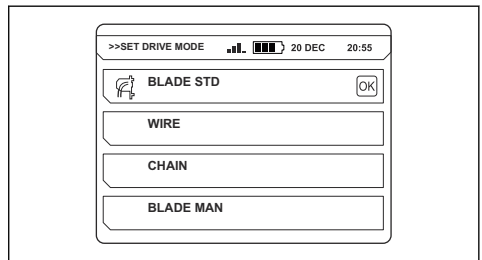 >>SET DRIVE MODE 20 DEC 20:55
BLADE STD OK
WIRE
CHAIN
BLADE MAN